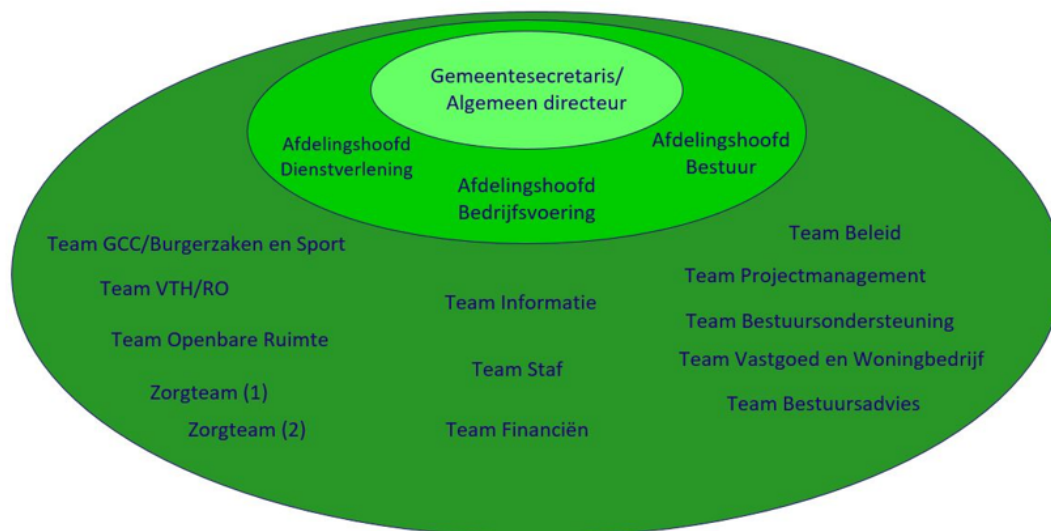 Gemeentesecretaris/
Algemeen directeur
Afdelingshoofd
Dienstverlening
Afdelingshoofd
Bedrijfsvoering
Afdelingshoofd
Bestuur
Team GCC/Burgerzaken en Sport
Team VTH/RO
Team Openbare Ruimte
Zorgteam (1)
Zorgteam (2)
Team Informatie
Team Staf
Team Financiën
Team Beleid
Team Projectmanagement
Team Bestuursondersteuning
Team Vastgoed en Woningbedrijf
Team Bestuursadvies